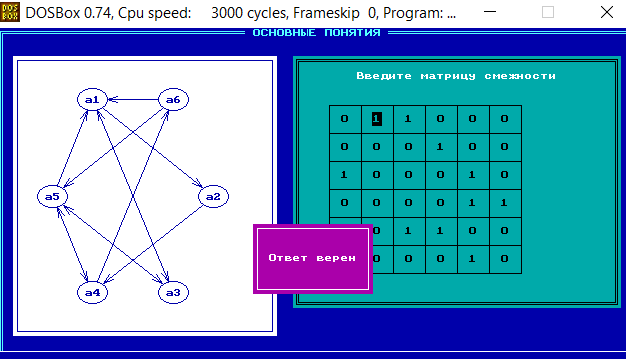 DOSBox 0.74, Cpu speed: 3000 cycles, Frameskip 0, Program: ...
ОСНОВНЫЕ ПОНЯТИЯ
Введите матрицу смежности
a1
a6
a5
a2
a4
a3
0 1 1 0 0 0
0 0 0 1 0 0
1 0 0 0 1 0
0 0 0 0 1 1
0 1 1 0 0
0 0 0 1 0
Ответ верен